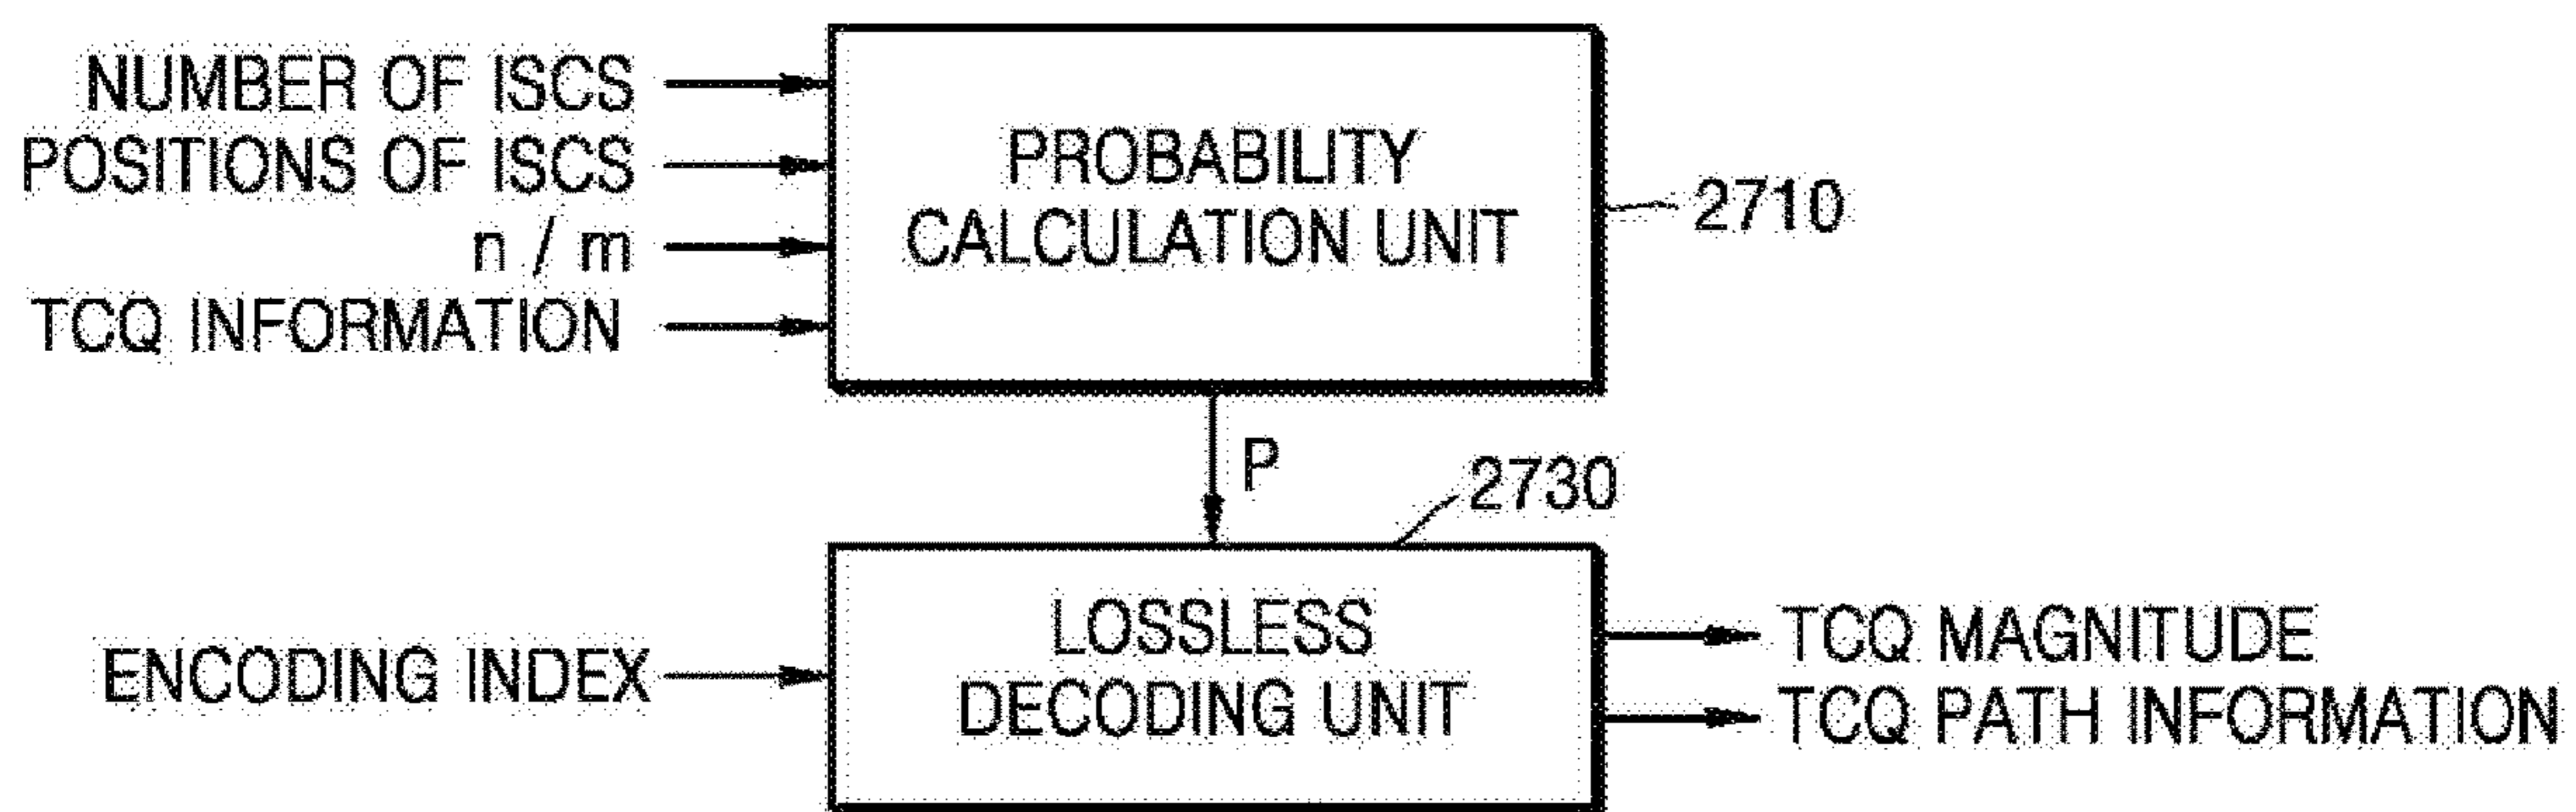 NUMBER OF ISCS
POSITIONS OF ISCS
n / m
TCQ INFORMATION
PROBABILITY
CALCULATION UNIT
2710
P
2730
ENCODING INDEX
LOSSLESS
DECODING UNIT
TCQ MAGNITUDE
TCQ PATH INFORMATION